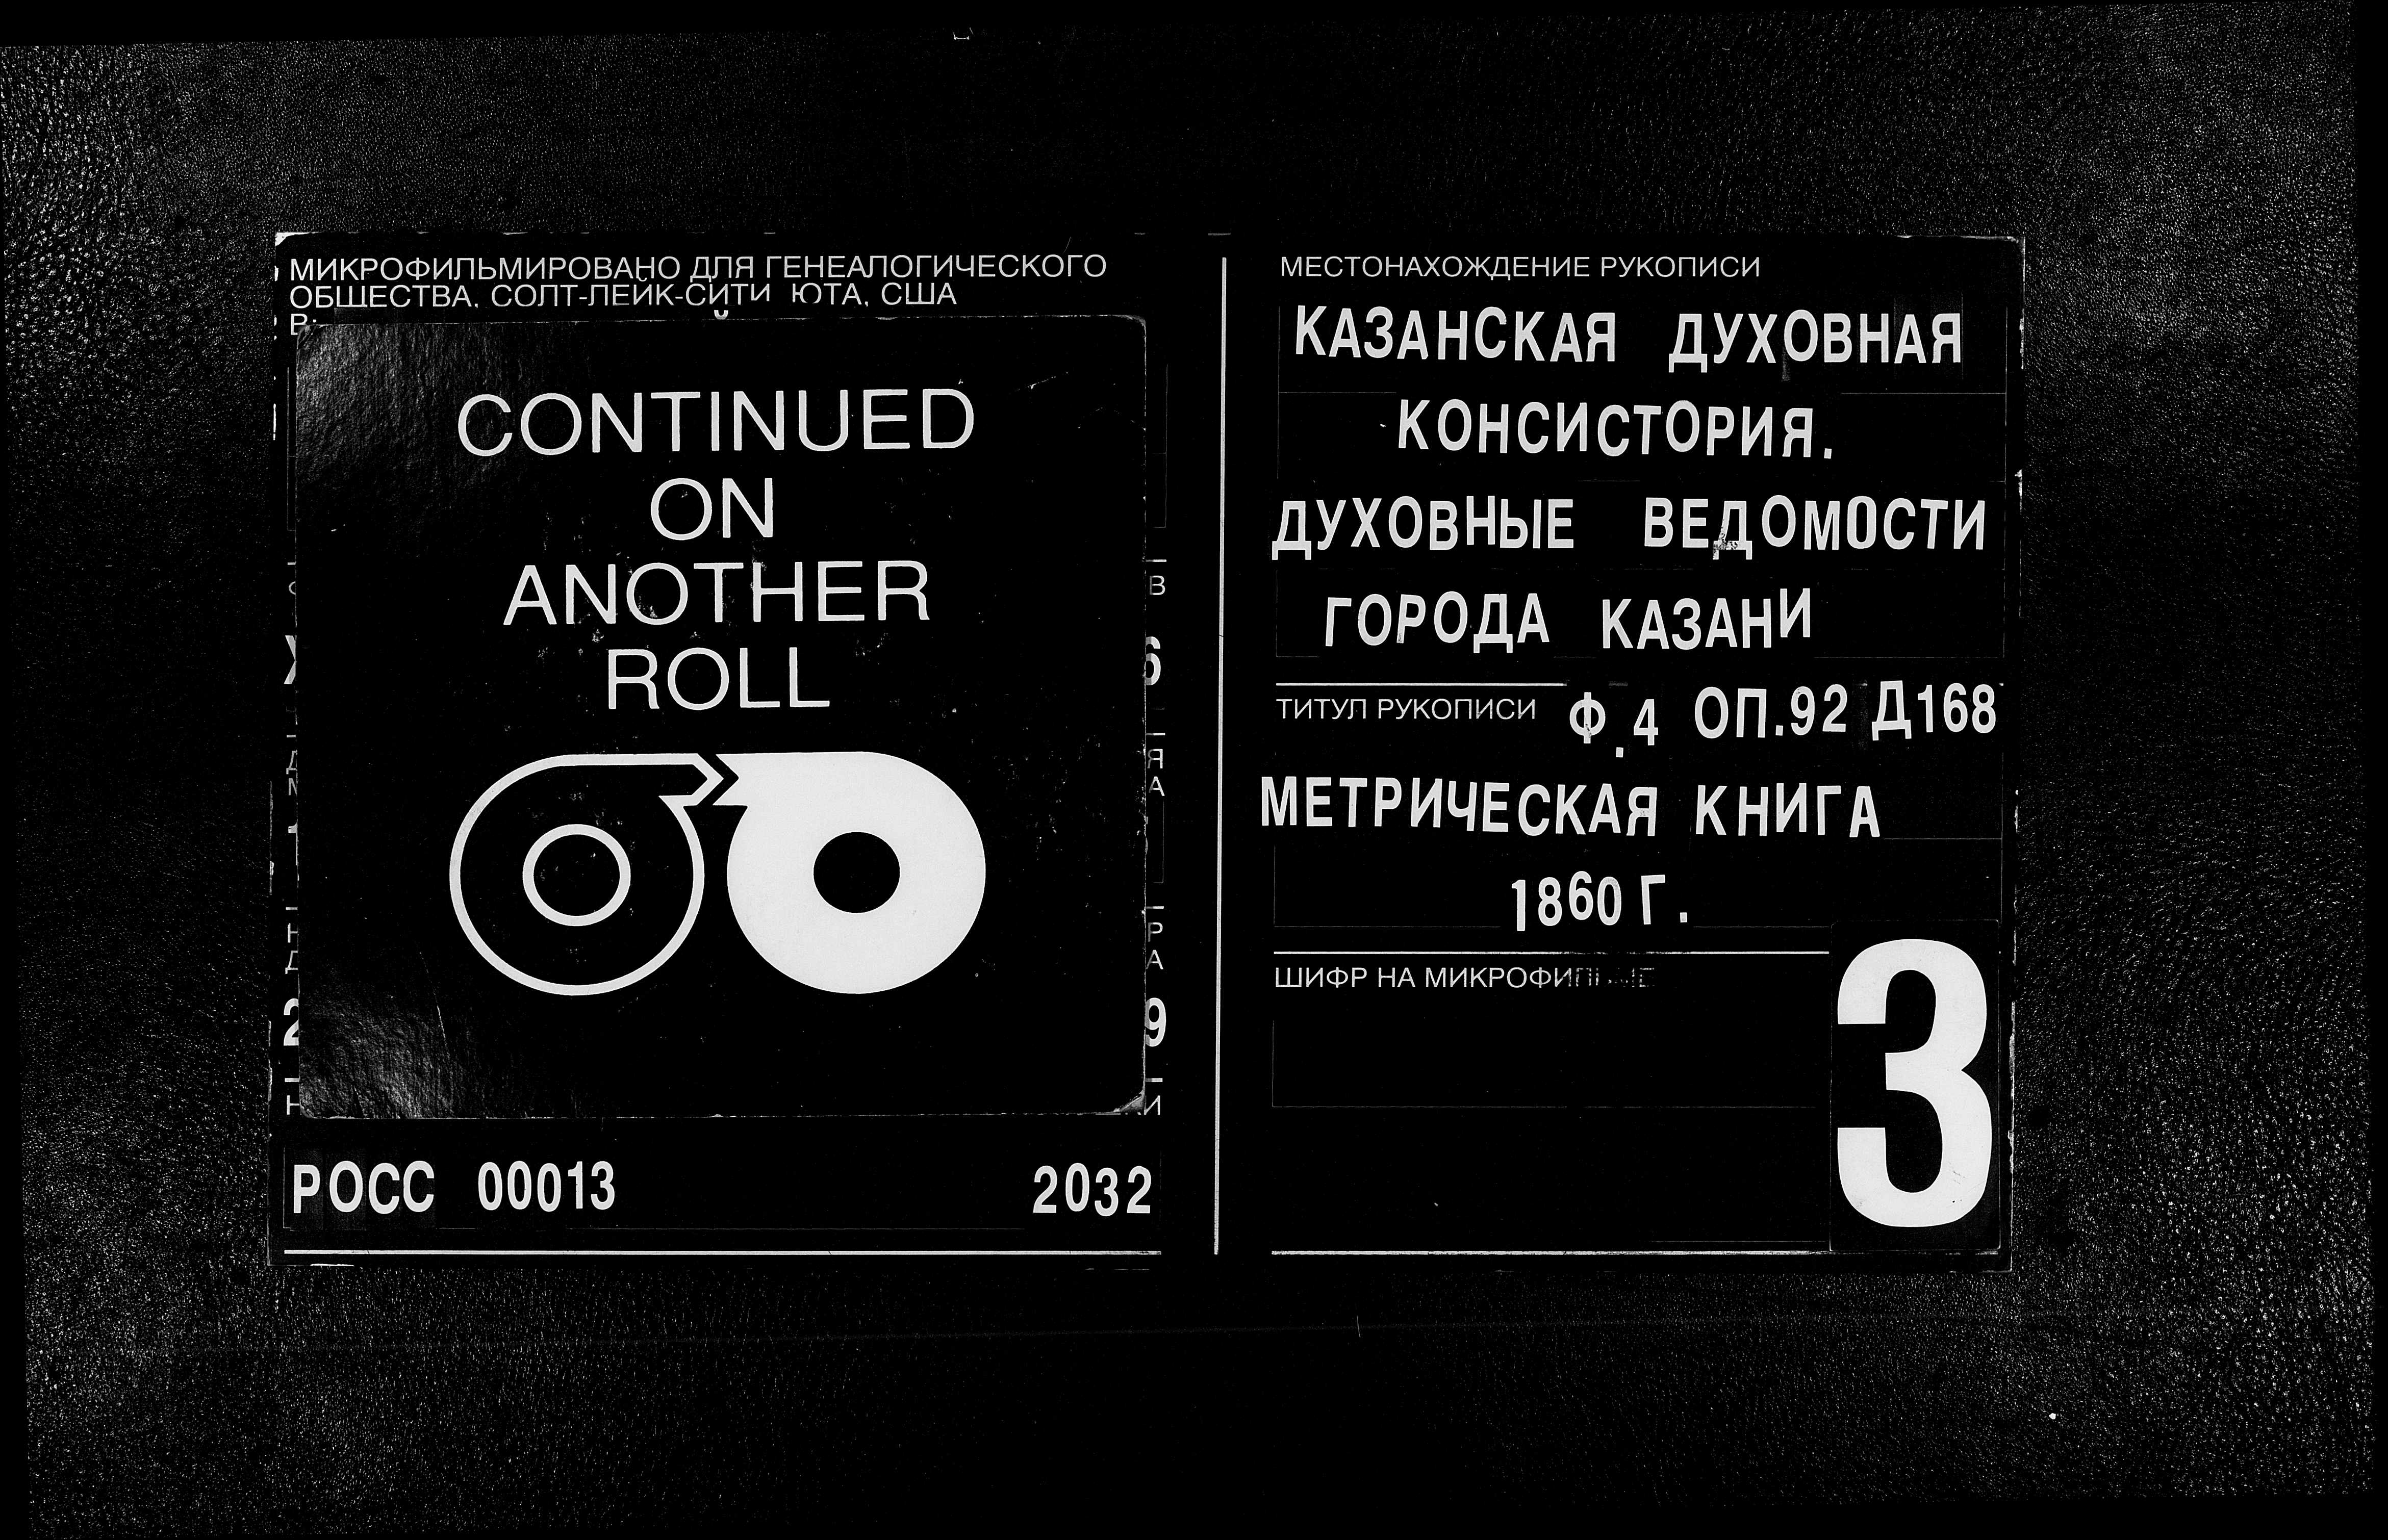 МИКРОФИЛЬМИРОВАНО ДЛЯ ГЕНЕАЛОГИЧЕСКОГО
ОБЩЕСТВА, СОЛТ-ЛЕЙК-СИТИ ЮТА, США
В:
CONTINUED
ON
ANOTHER
ROLL
РОСС 00013 2032
МЕСТОНАХОЖДЕНИЕ РУКОПИСИ
КАЗАНСКАЯ ДУХОВНАЯ
КОНСИСТОРИЯ.
ДУХОВНЫЕ ВЕДОМОСТИ
ГОРОДА КАЗАНИ
ТИТУЛ РУКОПИСИ Ф.4 ОП.92 Д168
МЕТРИЧЕСКАЯ КНИГА
1860 Г.
ШИФР НА МИКРОФИЛЬМЕ
3